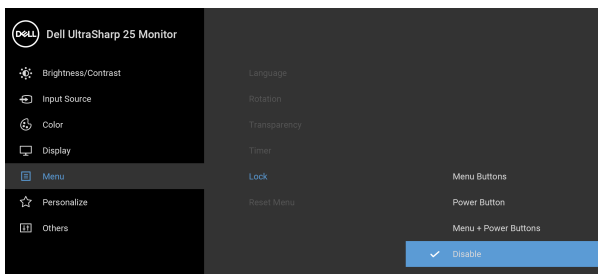 DELL Dell UltraSharp 25 Monitor
Brightness/Contrast
Input Source
Color
Display
Menu
Personalize
Others
Language
Rotation
Transparency
Timer
Lock
Reset Menu
Menu Buttons
Power Button
Menu + Power Buttons
Disable